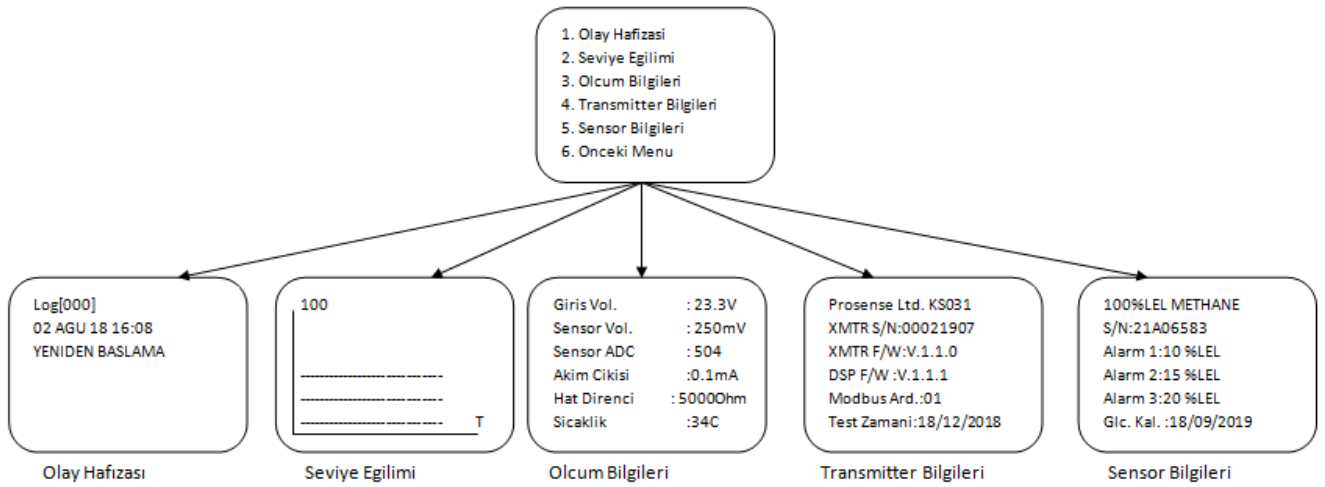 1. Olay Hafizasi
2. Seviye Egilimi
3. Olcum Bilgileri
4. Transmitter Bilgileri
5. Sensor Bilgileri
6. Onceki Menu
Log[000]
02 AGU 18 16:08
YENIDEN BASLAMA
Olay Hafızası
100
T
Seviye Egilimi
Giris Vol. : 23.3V
Sensor Vol. : 250mV
Sensor ADC : 504
Akim Cikisi :0.1mA
Hat Direnci : 5000Ohm
Sicaklik :34C
Olcum Bilgileri
Prosense Ltd. KS031
XMTR S/N:00021907
XMTR F/W:V.1.1.0
DSP F/W :V.1.1.1
Modbus Ard.:01
Test Zamani:18/12/2018
Transmitter Bilgileri
100%LEL METHANE
S/N:21A06583
Alarm 1:10 %LEL
Alarm 2:15 %LEL
Alarm 3:20 %LEL
Glc. Kal. :18/09/2019
Sensor Bilgileri